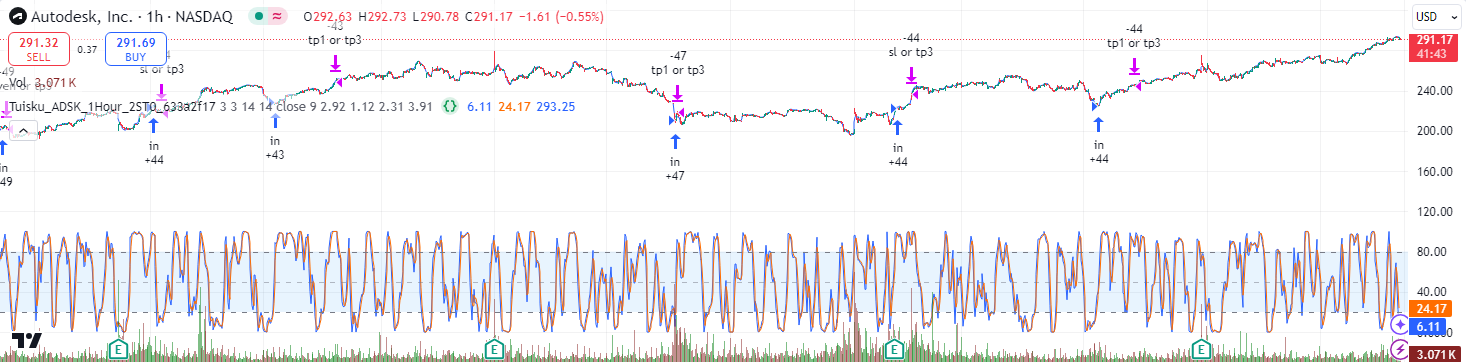 Autodesk, Inc. · 1h · NASDAQ
O292.63 H292.73 L290.78 C291.17 −1.61 (−0.55%)
USD
291.32
SELL
0.37
291.69
BUY
291.17
41:43
Vol 3.071 K
Tuisku_ADSK_1Hour_2STO_633a2f17 3 3 14 14 close 9 2.92 1.12 2.31 3.91 {} 6.11 24.17 293.25
-49
in
+49
sl or tp3
in
+44
in
+43
-43
tp1 or tp3
-47
tp1 or tp3
in
+47
-44
sl or tp3
in
+44
-44
tp1 or tp3
in
+44
240.00
200.00
160.00
120.00
80.00
40.00
24.17
6.11
3.071 K
E
E
E
E